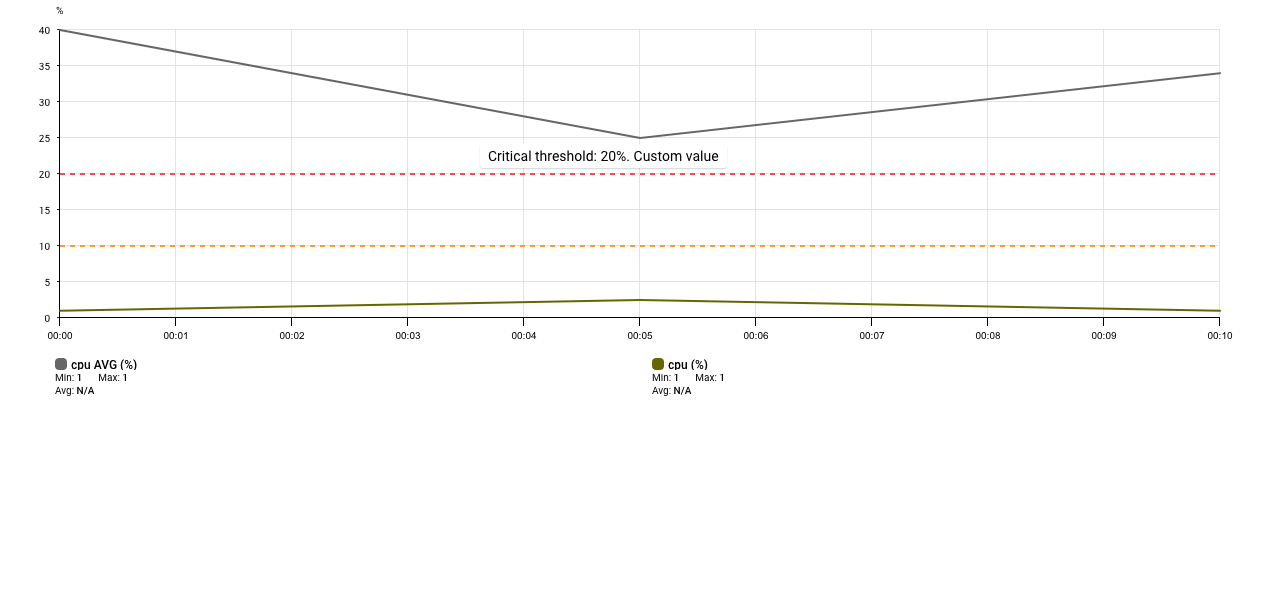 %
40
35
30
25
Critical threshold: 20%. Custom value
20
15
10
5
0
00:00 00:01 00:02 00:03 00:04 00:05 00:06 00:07 00:08 00:09 00:10
cpu AVG (%) cpu (%)
Min: 1 Max: 1 Min: 1 Max: 1
Avg: N/A Avg: N/A